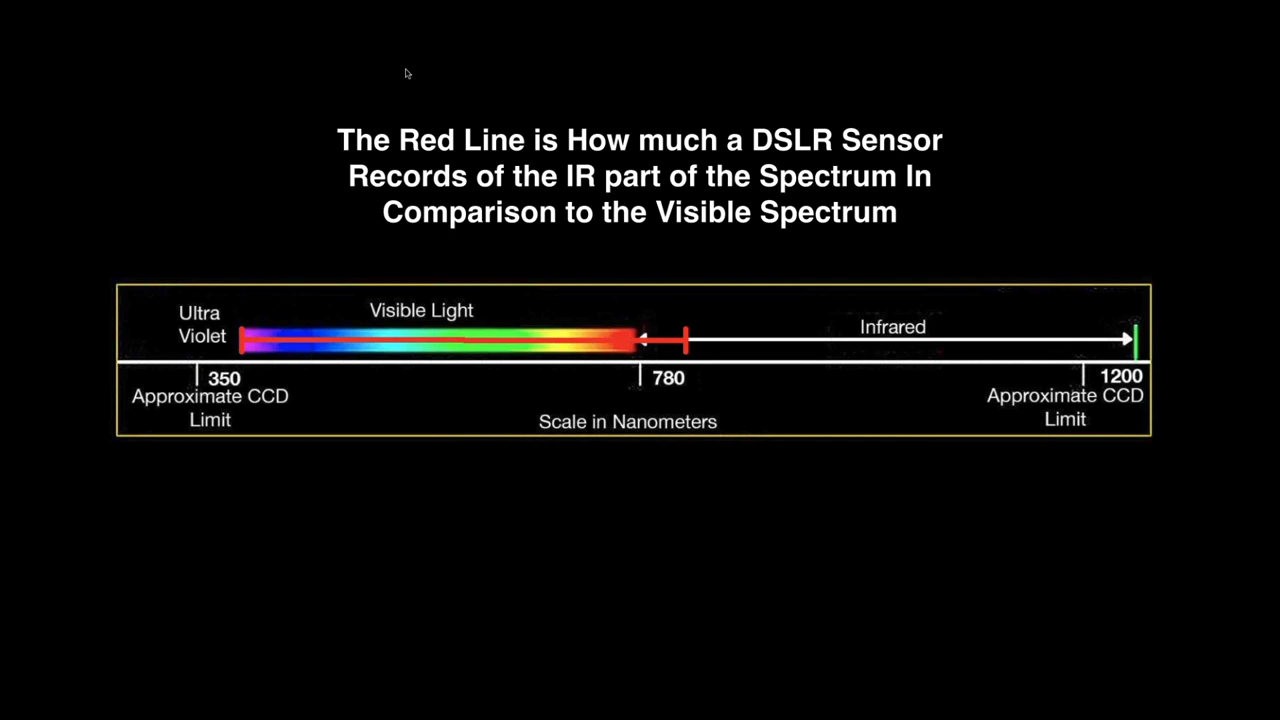 The Red Line is How much a DSLR Sensor
Records of the IR part of the Spectrum In
Comparison to the Visible Spectrum
Ultra
Violet
Visible Light
Infrared
350
780
1200
Approximate CCD
Limit
Scale in Nanometers
Approximate CCD
Limit